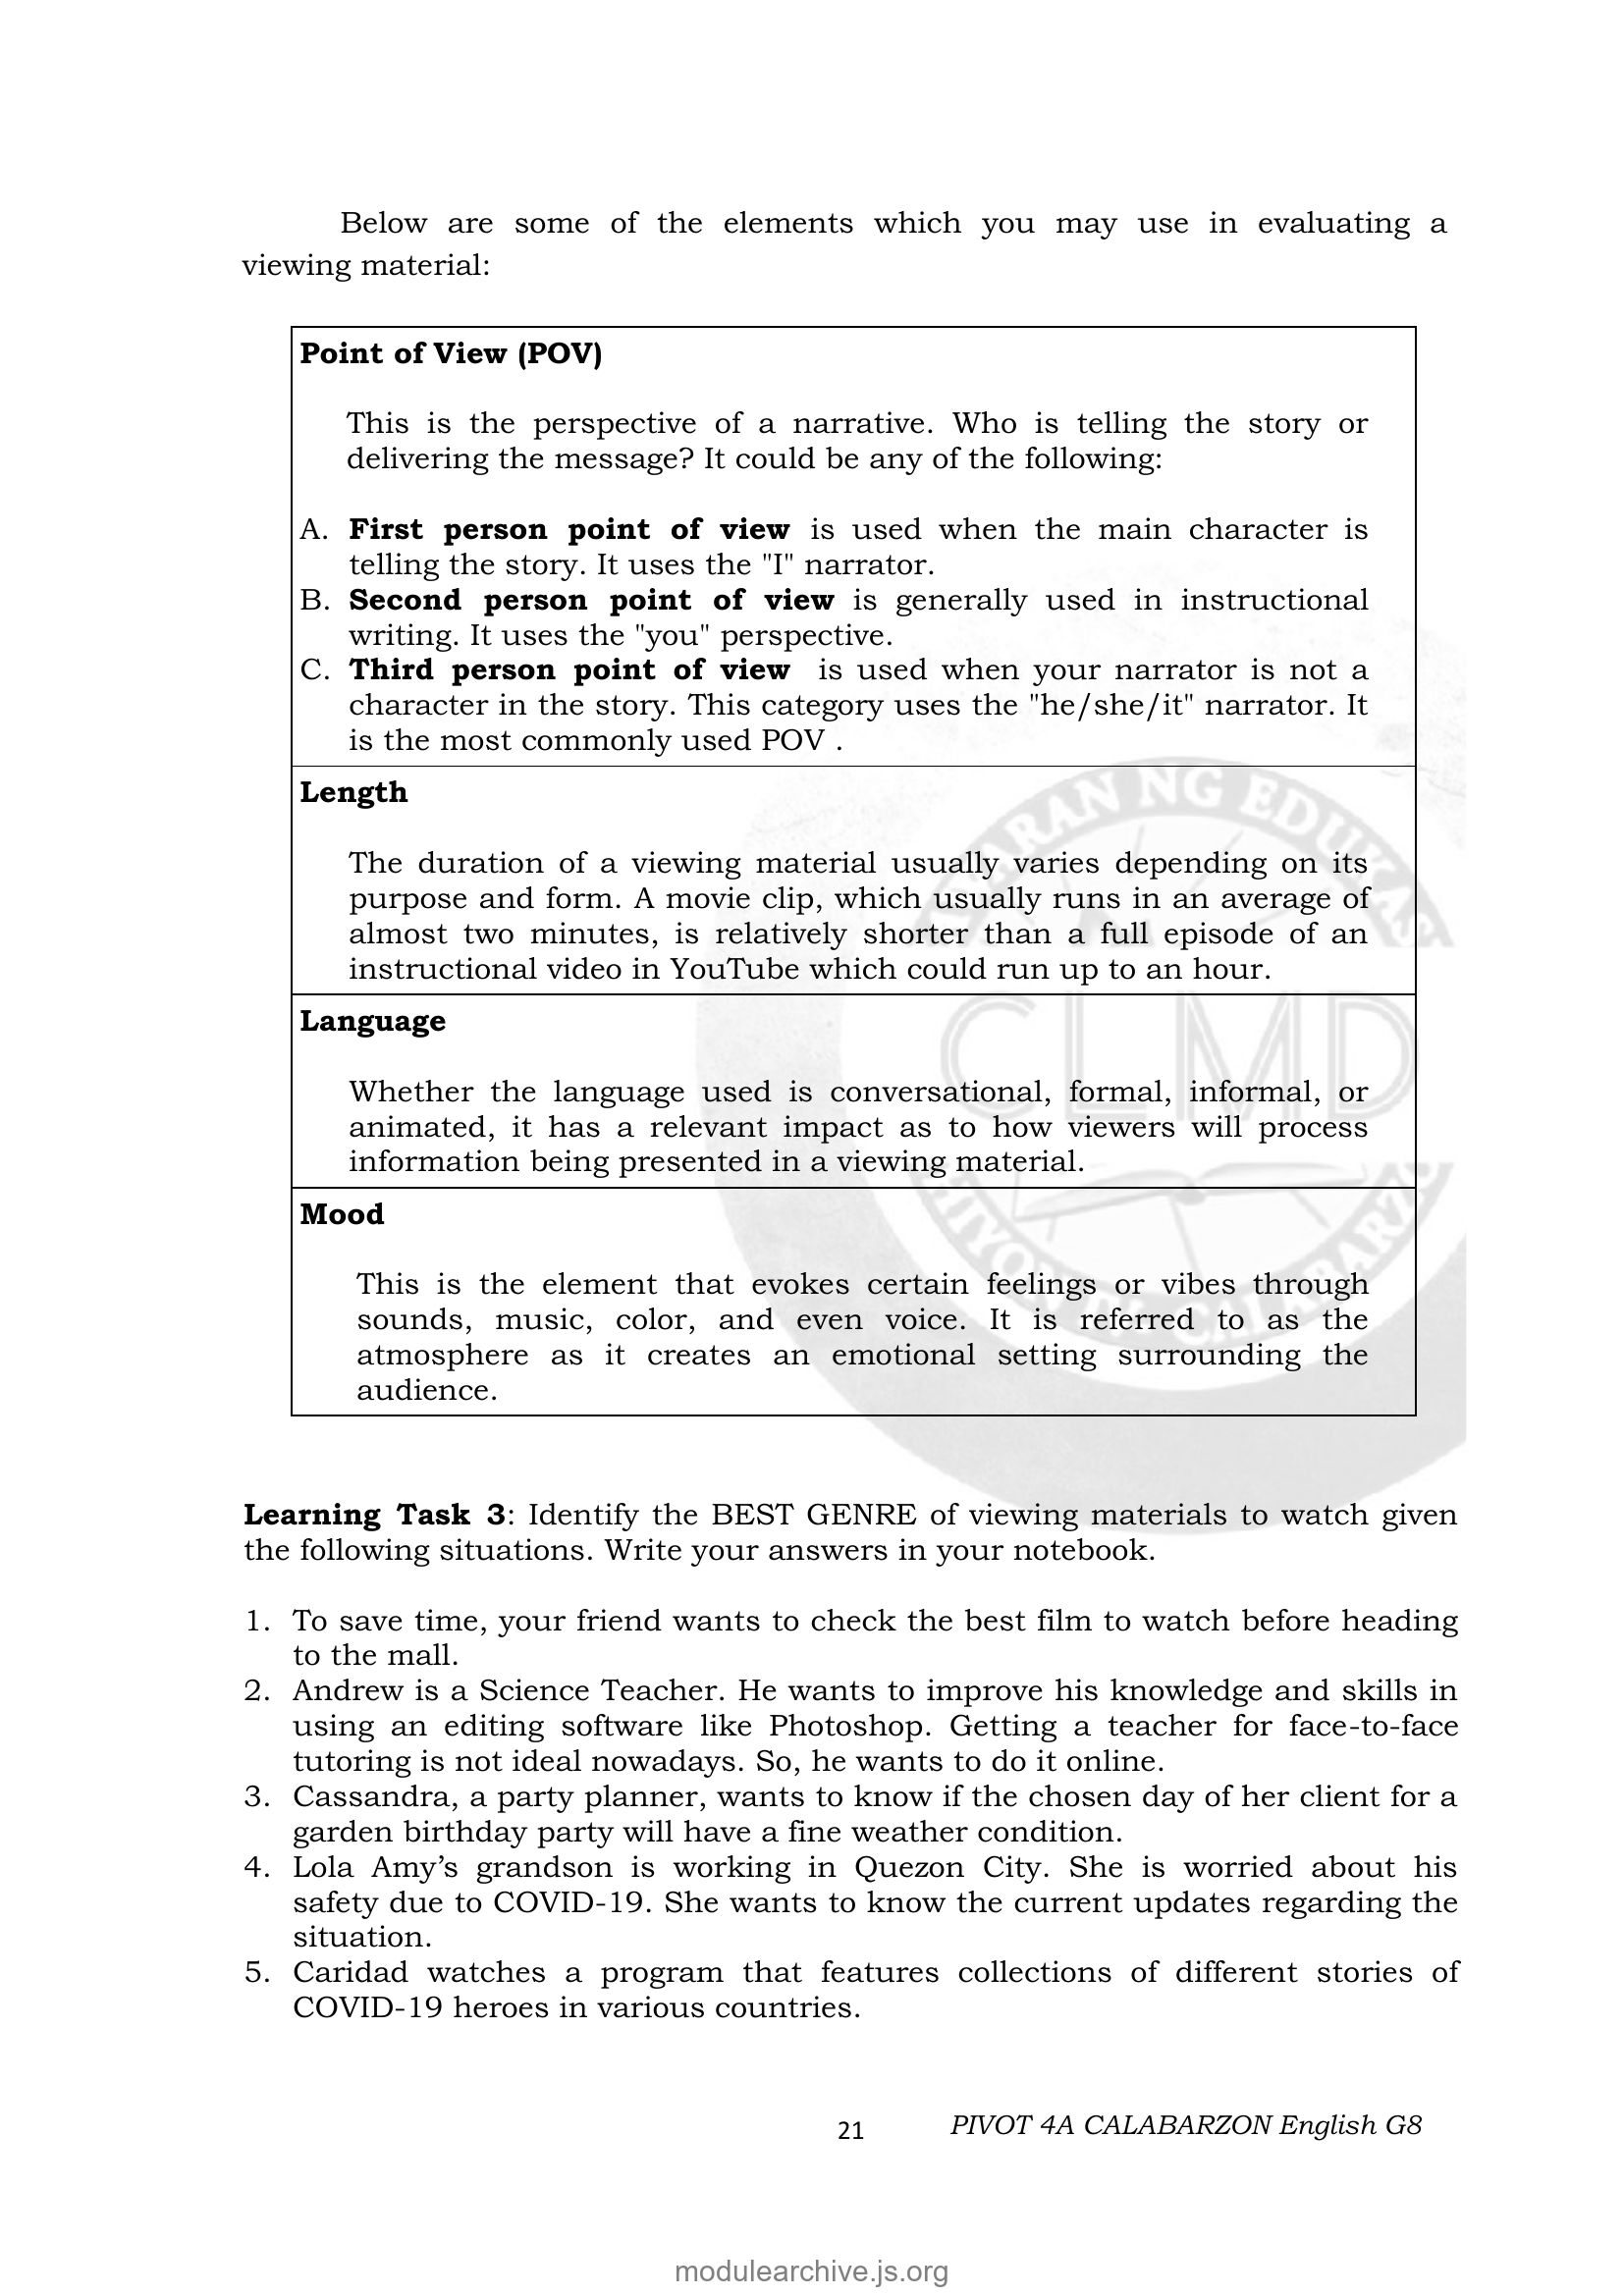 Below are some of the elements which you may use in evaluating a
viewing material:
Point of View (POV)
This is the perspective of a narrative. Who is telling the story or
delivering the message? It could be any of the following:
A. First person point of view is used when the main character is
telling the story. It uses the "I" narrator.
B. Second person point of view is generally used in instructional
writing. It uses the "you" perspective.
C. Third person point of view is used when your narrator is not a
character in the story. This category uses the "he/she/it" narrator. It
is the most commonly used POV .
Length
The duration of a viewing material usually varies depending on its
purpose and form. A movie clip, which usually runs in an average of
almost two minutes, is relatively shorter than a full episode of an
instructional video in YouTube which could run up to an hour.
Language
Whether the language used is conversational, formal, informal, or
animated, it has a relevant impact as to how viewers will process
information being presented in a viewing material.
Mood
This is the element that evokes certain feelings or vibes through
sounds, music, color, and even voice. It is referred to as the
atmosphere as it creates an emotional setting surrounding the
audience.
CLMD
Learning Task 3: Identify the BEST GENRE of viewing materials to watch given
the following situations. Write your answers in your notebook.
1. To save time, your friend wants to check the best film to watch before heading
to the mall.
2. Andrew is a Science Teacher. He wants to improve his knowledge and skills in
using an editing software like Photoshop. Getting a teacher for face-to-face
tutoring is not ideal nowadays. So, he wants to do it online.
3. Cassandra, a party planner, wants to know if the chosen day of her client for a
garden birthday party will have a fine weather condition.
4. Lola Amy’s grandson is working in Quezon City. She is worried about his
safety due to COVID-19. She wants to know the current updates regarding the
situation.
5. Caridad watches a program that features collections of different stories of
COVID-19 heroes in various countries.
21
PIVOT 4A CALABARZON English G8
modulearchive.js.org